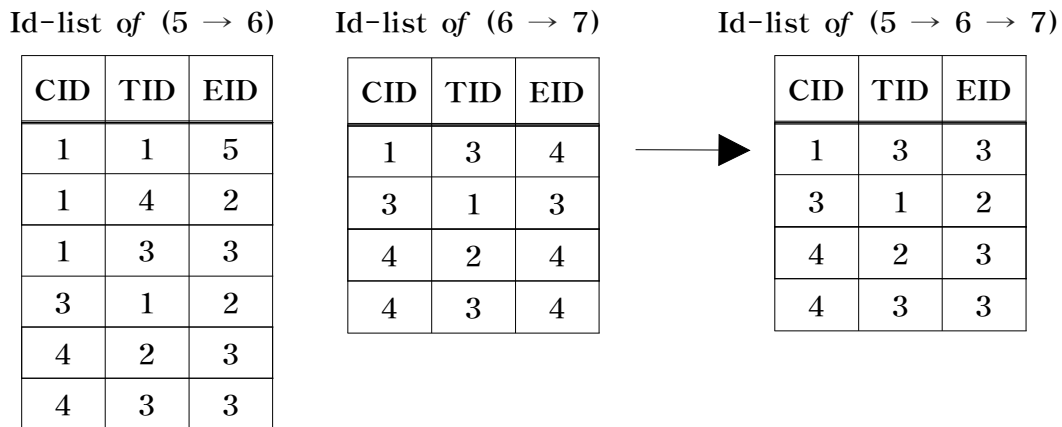 Id-list of (5 → 6) Id-list of (6 → 7) Id-list of (5 → 6 → 7)
CID TID EID CID TID EID CID TID EID
1 1 5 1 3 4 1 3 3
1 4 2 3 1 3 3 1 2
1 3 3 4 2 4 4 2 3
3 1 2 4 3 4 4 3 3
4 2 3
4 3 3